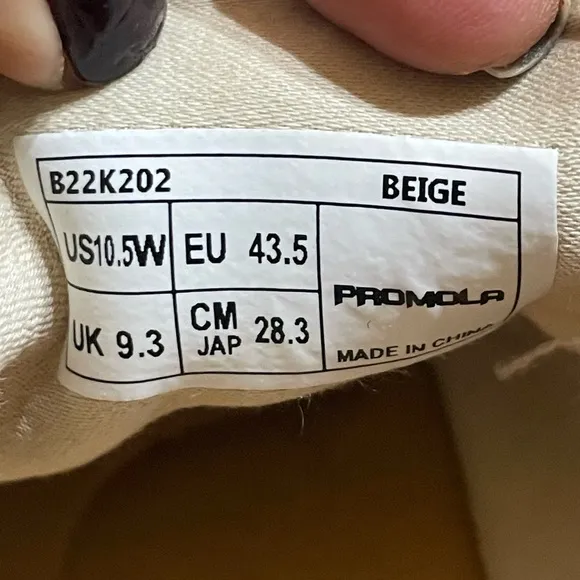 B22K202 BEIGE
US10.5W EU 43.5
UK 9.3 CM JAP 28.3
PROMOLA
MADE IN CHINA